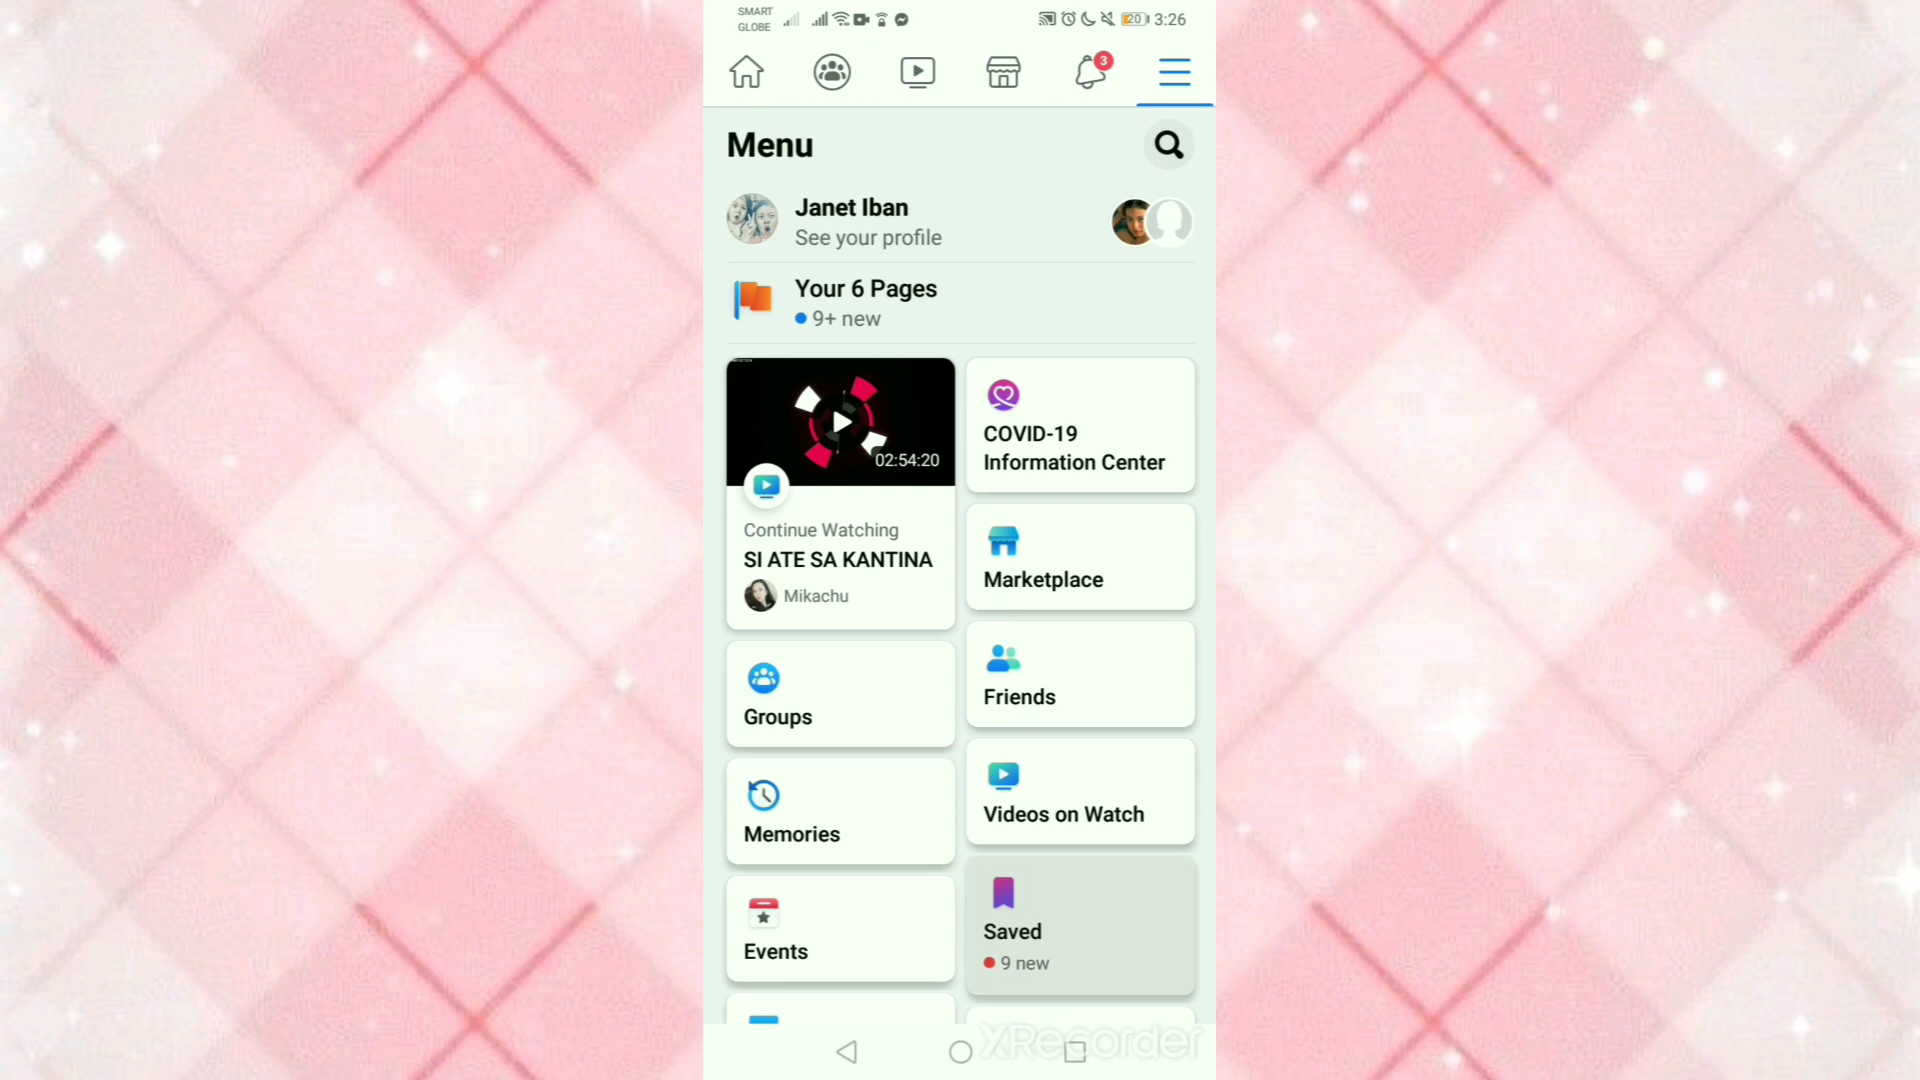 SMART
GLOBE
20
3:26
3
Menu
Janet Iban
See your profile
Your 6 Pages
9+ new
02:54:20
Continue Watching
SI ATE SA KANTINA
Mikachu
COVID-19
Information Center
Marketplace
Groups
Friends
Memories
Videos on Watch
Events
Saved
9 new
XRecorder